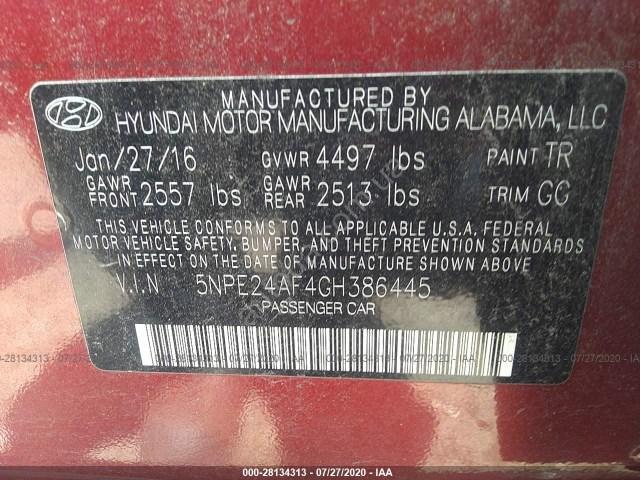 MANUFACTURED BY
HYUNDAI MOTOR MANUFACTURING ALABAMA, LLC
Jan/27/16 GVWR 4497 lbs PAINT TR
GAWR FRONT 2557 lbs GAWR REAR 2513 lbs TRIM GG
THIS VEHICLE CONFORMS TO ALL APPLICABLE U.S.A. FEDERAL
MOTOR VEHICLE SAFETY, BUMPER, AND THEFT PREVENTION STANDARDS
IN EFFECT ON THE DATE OF MANUFACTURE SHOWN ABOVE.
V.I.N 5NPE24AF4GH386445
PASSENGER CAR
000-28134313 | 07/27/2020 - IAA